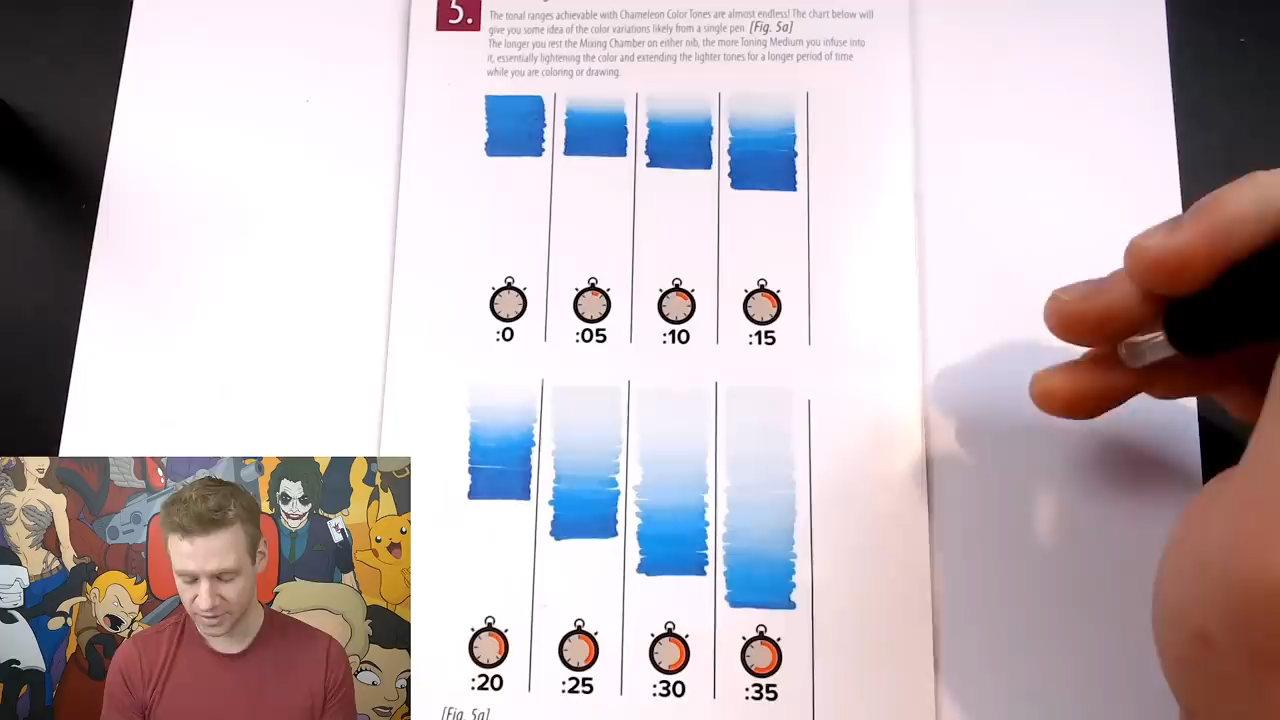 5.
The tonal ranges achievable with Chameleon Color Tones are almost endless! The chart below will
give you some idea of the color variations likely from a single pen [Fig. 5a]
The longer you rest the Mixing Chamber on either nib, the more Toning Medium you infuse into
it, essentially lightening the color and extending the lighter tones for a longer period of time
while you are coloring or drawing.
:0
:05
:10
:15
:20
:25
:30
:35
[Fig. 5a]